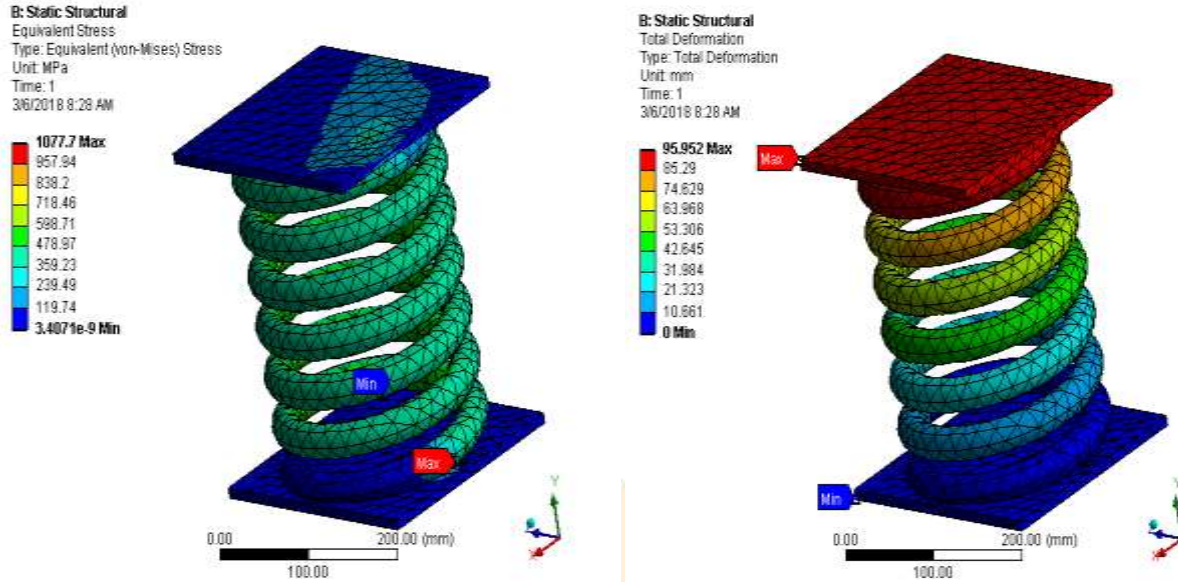 B: Static Structural
Equivalent Stress
Type: Equivalent (von-Mises) Stress
Unit: MPa
Time: 1
3/6/2018 8:28 AM
1077.7 Max
957.94
838.2
718.46
598.71
478.97
359.23
239.49
119.74
3.4071e-9 Min
Min
Max
0.00
200.00 (mm)
100.00
Y
X
B: Static Structural
Total Deformation
Type: Total Deformation
Unit: mm
Time: 1
3/6/2018 8:28 AM
95.952 Max
85.29
74.629
63.968
53.306
42.645
31.984
21.323
10.661
0 Min
Max
Min
0.00
200.00 (mm)
100.00
Y
X